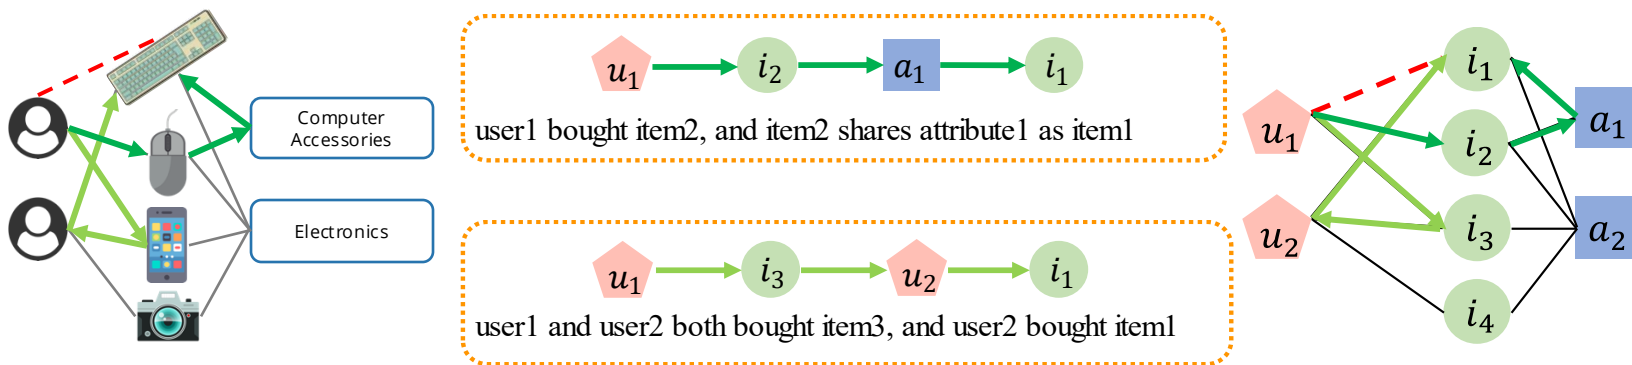 Computer
Accessories
Electronics
u₁ i₂ a₁ i₁
user1 bought item2, and item2 shares attribute1 as item1
u₁ i₃ u₂ i₁
user1 and user2 both bought item3, and user2 bought item1
i₁
u₁
a₁
i₂
u₂
i₃
a₂
i₄